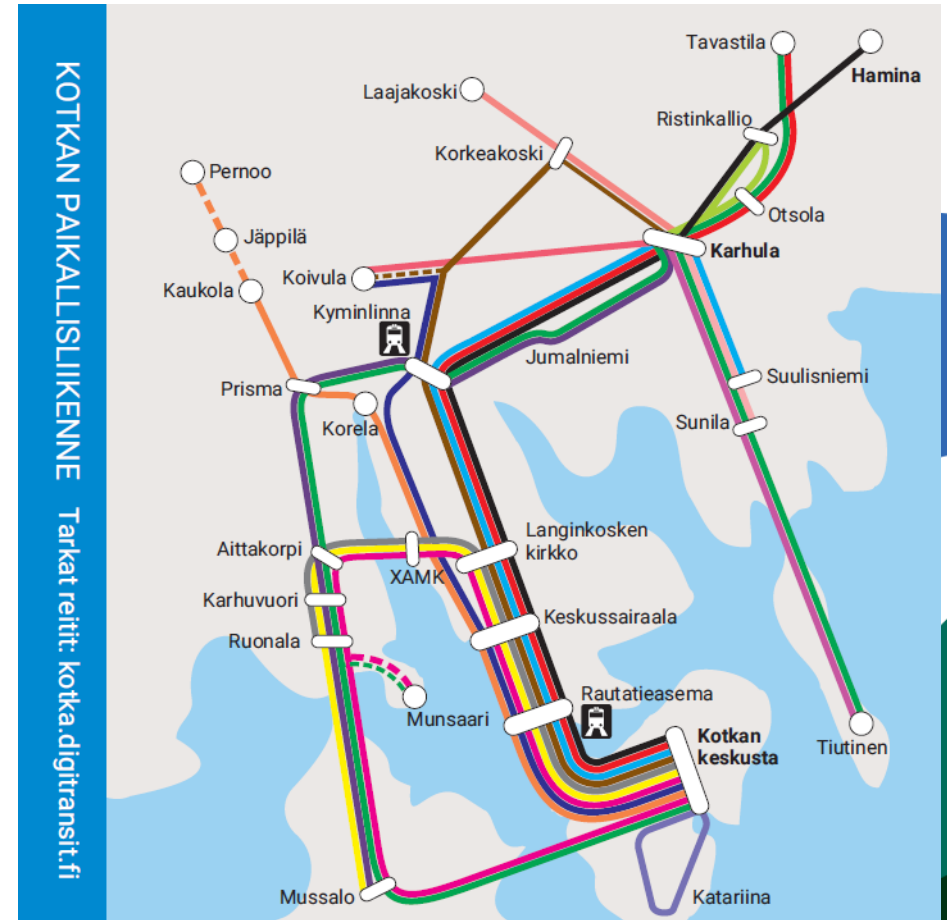 KOTKAN PAIKALLISLIIKENNE Tarkat reitit: kotka.digitransit.fi
Tavastila
Hamina
Laajakoski
Ristinkallio
Korkeakoski
Pernoo
Otsola
Jäppilä
Karhula
Koivula
Kaukola
Kyminlinna
Jumalniemi
Suulisniemi
Prisma
Korela
Sunila
Langinkosken
kirkko
Aittakorpi
XAMK
Karhuvuori
Keskussairaala
Ruonala
Rautatieasema
Munsaari
Kotkan
keskusta
Tiutinen
Mussalo
Katariina